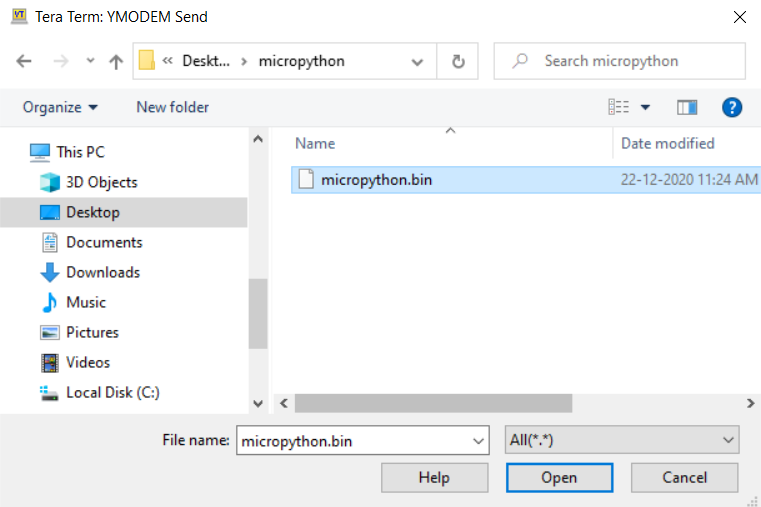 VT Tera Term: YMODEM Send
« Deskt... > micropython
Search micropython
Organize
New folder
?
This PC
3D Objects
Desktop
Documents
Downloads
Music
Pictures
Videos
Local Disk (C:)
Name
Date modified
micropython.bin
22-12-2020 11:24 AM
File name:
micropython.bin
All(*.*)
Help
Open
Cancel